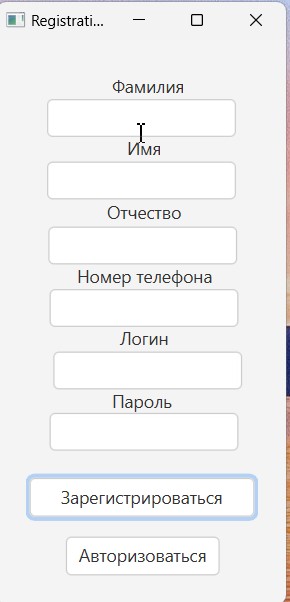 Registrati...
Фамилия
Имя
Отчество
Номер телефона
Логин
Пароль
Зарегистрироваться
Авторизоваться